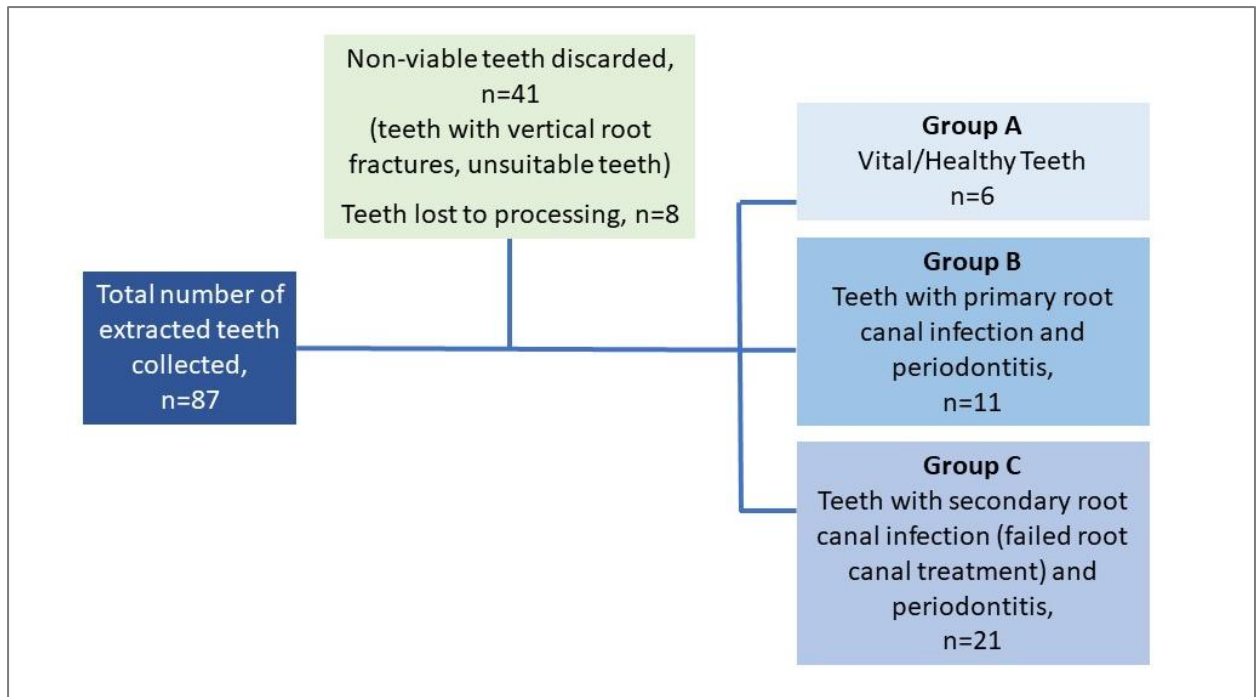 Total number of
extracted teeth
collected,
n=87
Non-viable teeth discarded,
n=41
(teeth with vertical root
fractures, unsuitable teeth)
Teeth lost to processing, n=8
Group A
Vital/Healthy Teeth
n=6
Group B
Teeth with primary root
canal infection and
periodontitis,
n=11
Group C
Teeth with secondary root
canal infection (failed root
canal treatment) and
periodontitis,
n=21